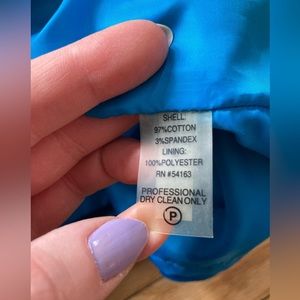 SHELL:
97%COTTON
3%SPANDEX
LINING:
100%POLYESTER
RN #54163
PROFESSIONAL
DRY CLEAN ONLY
P